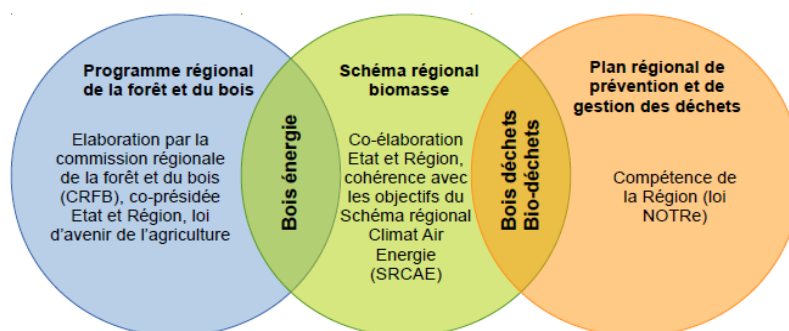 Programme régional
de la forêt et du bois
Elaboration par la
commission régionale
de la forêt et du bois
(CRFB), co-présidée
Etat et Région, loi
d'avenir de l'agriculture
Bois énergie
Schéma régional
biomasse
Co-élaboration
Etat et Région,
cohérence avec
les objectifs du
Schéma régional
Climat Air
Energie
(SRCAE)
Bois déchets
Bio-déchets
Plan régional de
prévention et de
gestion des déchets
Compétence de
la Région (loi
NOTRe)